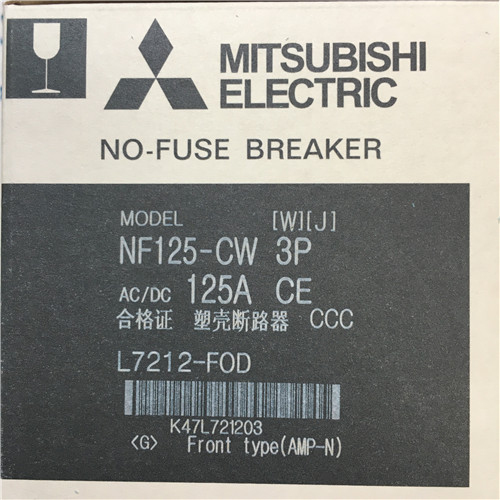 MITSUBISHI
ELECTRIC
NO-FUSE BREAKER
MODEL [W][J]
NF125-CW 3P
AC/DC 125A CE
合格证 塑壳断路器 CCC
L7212-FOD
K47L721203
<G> Front type(AMP-N)